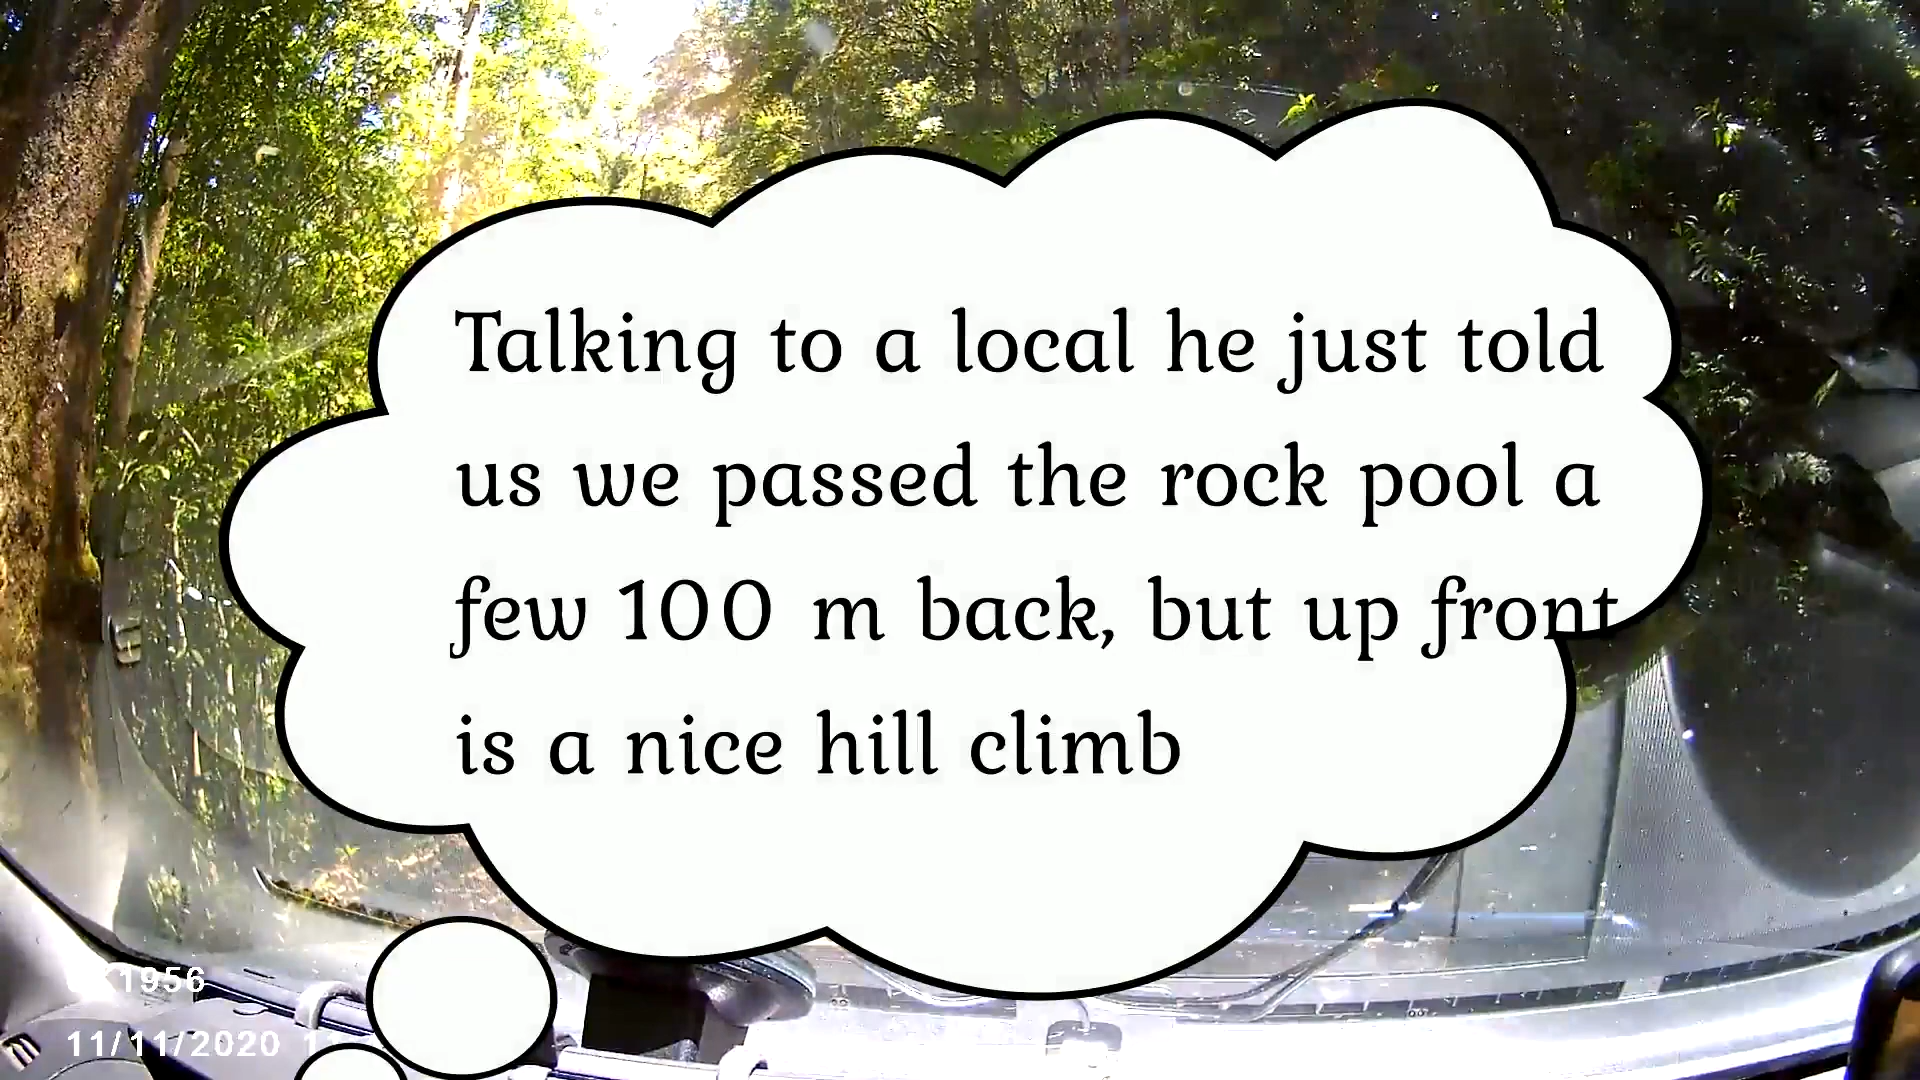 Talking to a local he just told
us we passed the rock pool a
few 100 m back, but up front
is a nice hill climb
1956
11/11/2020